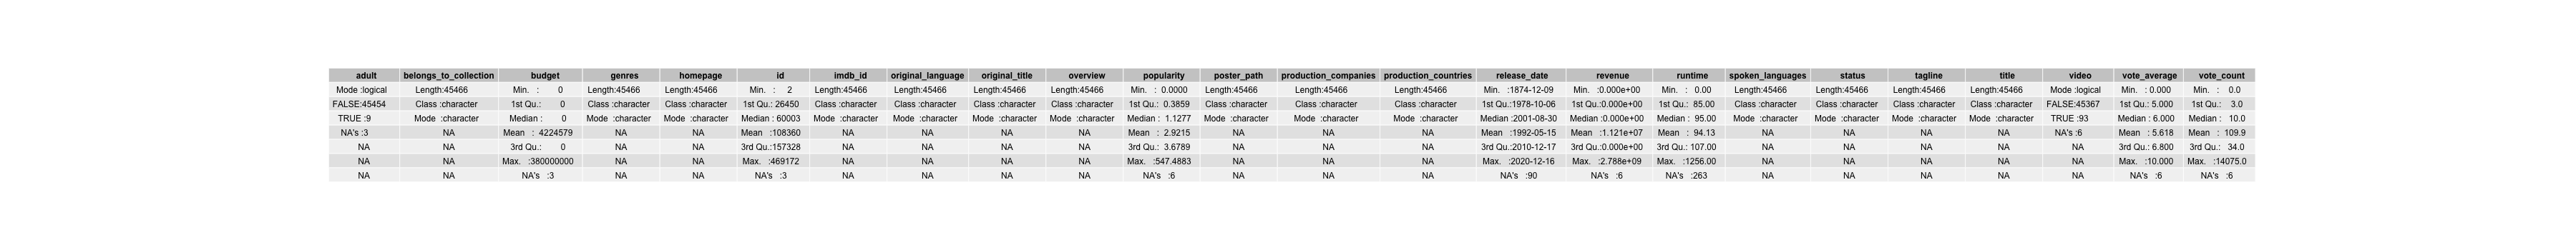 adult belongs_to_collection budget genres homepage id imdb_id original_language original_title overview popularity poster_path production_companies production_countries release_date revenue runtime spoken_languages status tagline title video vote_average vote_count
Mode :logical Length:45466 Min. : 0 Length:45466 Length:45466 Min. : 2 Length:45466 Length:45466 Length:45466 Length:45466 Min. : 0.0000 Length:45466 Length:45466 Length:45466 Min. :1874-12-09 Min. :0.000e+00 Min. : 0.00 Length:45466 Length:45466 Length:45466 Length:45466 Mode :logical Min. : 0.000 Min. : 0.0
FALSE:45454 Class :character 1st Qu.: 0 Class :character Class :character 1st Qu.: 26450 Class :character Class :character Class :character Class :character 1st Qu.: 0.3859 Class :character Class :character Class :character 1st Qu.:1978-10-06 1st Qu.:0.000e+00 1st Qu.: 85.00 Class :character Class :character Class :character Class :character FALSE:45367 1st Qu.: 5.000 1st Qu.: 3.0
TRUE :9 Mode :character Median : 0 Mode :character Mode :character Median : 60003 Mode :character Mode :character Mode :character Mode :character Median : 1.1277 Mode :character Mode :character Mode :character Median :2001-08-30 Median :0.000e+00 Median : 95.00 Mode :character Mode :character Mode :character Mode :character TRUE :93 Median : 6.000 Median : 10.0
NA's :3 NA Mean : 4224579 NA NA Mean :108360 NA NA NA NA Mean : 2.9215 NA NA NA Mean :1992-05-15 Mean :1.121e+07 Mean : 94.13 NA NA NA NA NA's :6 Mean : 5.618 Mean : 109.9
NA NA 3rd Qu.: 0 NA NA 3rd Qu.:157328 NA NA NA NA 3rd Qu.: 3.6789 NA NA NA 3rd Qu.:2010-12-17 3rd Qu.:0.000e+00 3rd Qu.: 107.00 NA NA NA NA NA 3rd Qu.: 6.800 3rd Qu.: 34.0
NA NA Max. :380000000 NA NA Max. :469172 NA NA NA NA Max. :547.4883 NA NA NA Max. :2020-12-16 Max. :2.788e+09 Max. :1256.00 NA NA NA NA NA Max. :10.000 Max. :14075.0
NA NA NA's :3 NA NA NA's :3 NA NA NA NA NA's :6 NA NA NA NA's :90 NA's :6 NA's :263 NA NA NA NA NA NA's :6 NA's :6